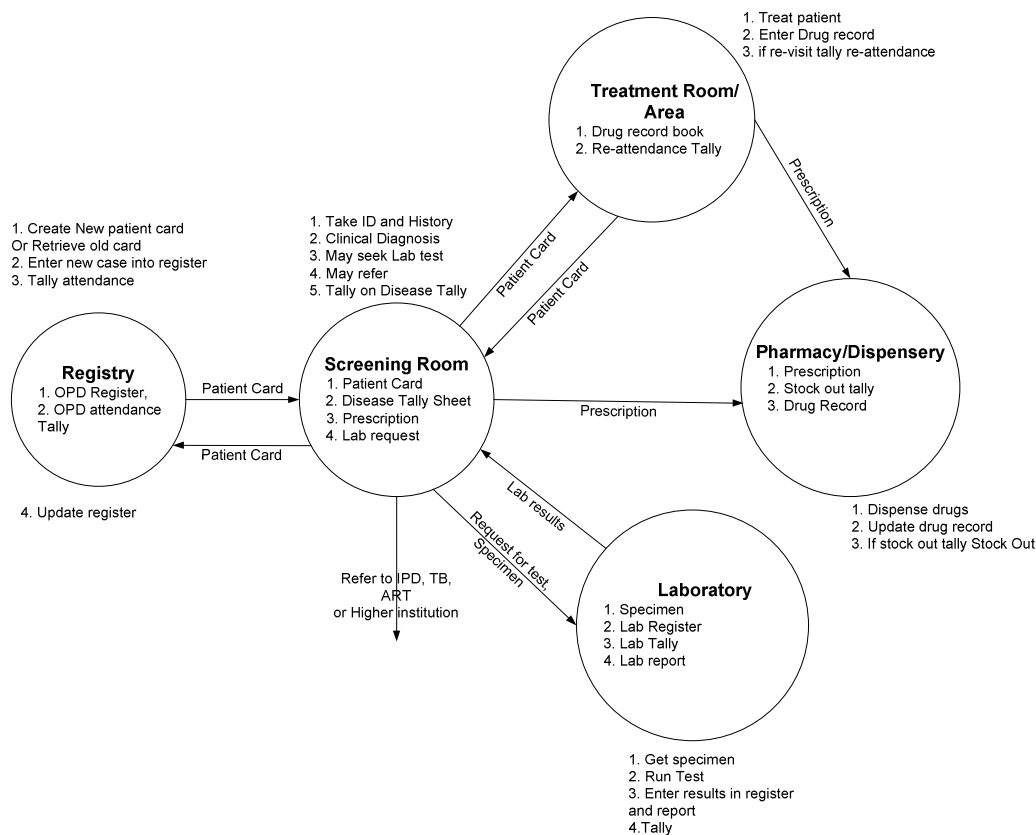 1. Treat patient
2. Enter Drug record
3. if re-visit tally re-attendance
Treatment Room/
Area
1. Drug record book
2. Re-attendance Tally
Prescription
1. Create New patient card
Or Retrieve old card
2. Enter new case into register
3. Tally attendance
1. Take ID and History
2. Clinical Diagnosis
3. May seek Lab test
4. May refer
5. Tally on Disease Tally
Patient Card
Patient Card
Registry
1. OPD Register,
2. OPD attendance
Tally
Patient Card
Patient Card
4. Update register
Screening Room
1. Patient Card
2. Disease Tally Sheet
3. Prescription
4. Lab request
Prescription
Pharmacy/Dispensery
1. Prescription
2. Stock out tally
3. Drug Record
1. Dispense drugs
2. Update drug record
3. If stock out tally Stock Out
Lab results
Request for test,
Specimen
Refer to IPD, TB,
ART
or Higher institution
Laboratory
1. Specimen
2. Lab Register
3. Lab Tally
4. Lab report
1. Get specimen
2. Run Test
3. Enter results in register
and report
4.Tally